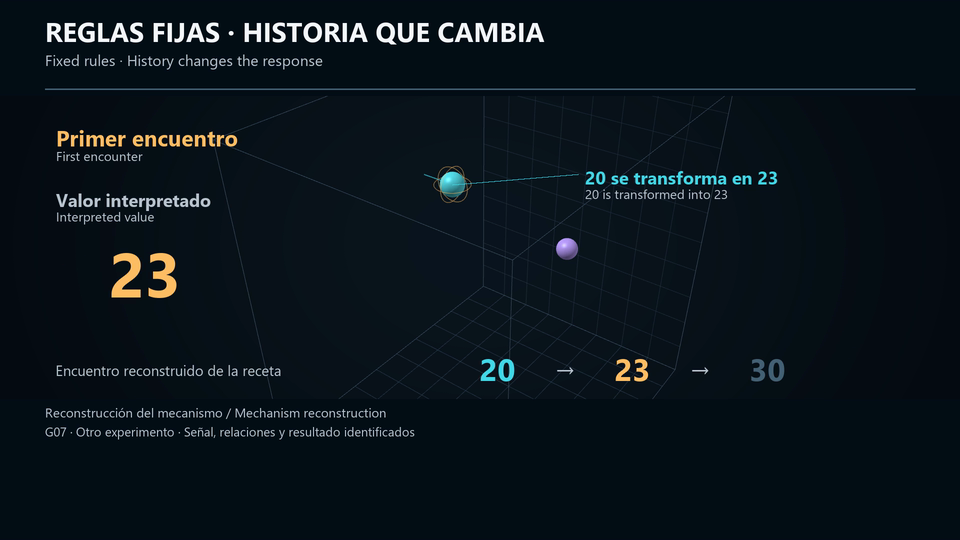 REGLAS FIJAS · HISTORIA QUE CAMBIA
Fixed rules · History changes the response
Primer encuentro
First encounter
Valor interpretado
Interpreted value
23
20 se transforma en 23
20 is transformed into 23
Encuentro reconstruido de la receta
20 → 23 → 30
Reconstrucción del mecanismo / Mechanism reconstruction
G07 · Otro experimento · Señal, relaciones y resultado identificados